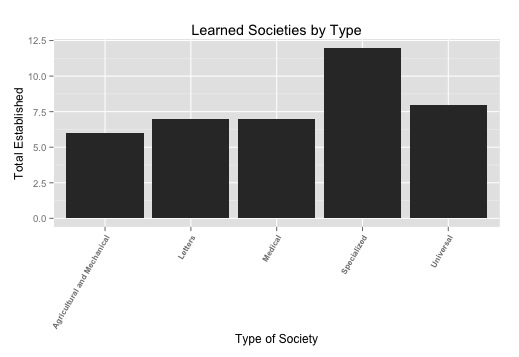 Learned Societies by Type
Total Established
12.5
10.0
7.5
5.0
2.5
0.0
Agricultural and Mechanical
Letters
Medical
Specialized
Universal
Type of Society